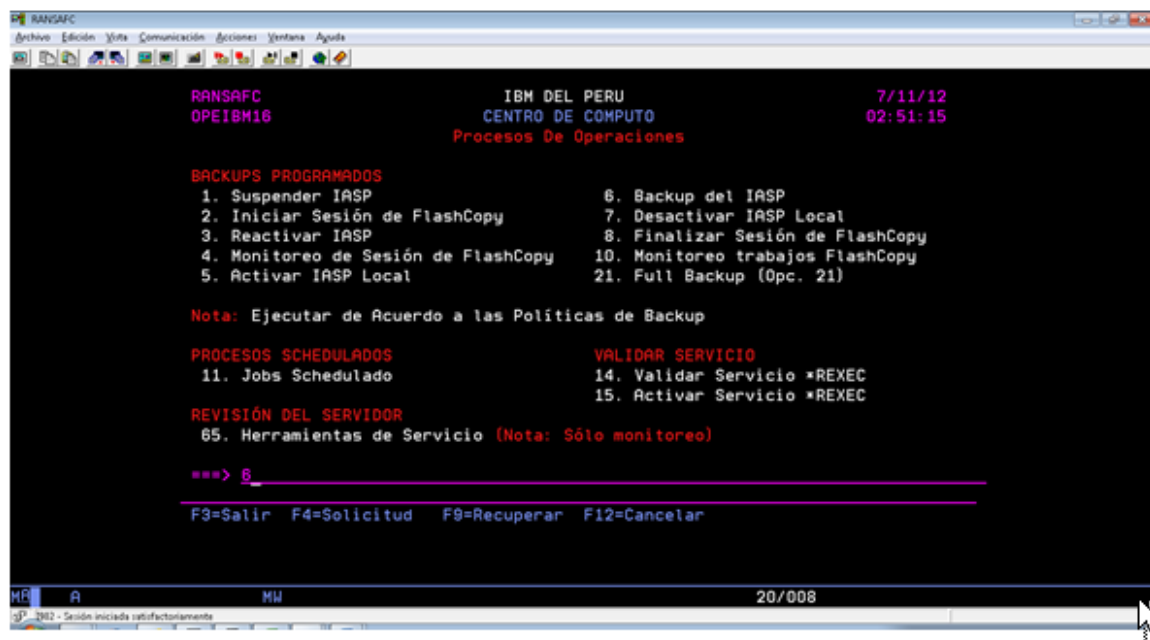 RANSAFC
Archivo Edición Vista Comunicación Acciones Ventana Ayuda
RANSAFC IBM DEL PERU 7/11/12
OPEIBM16 CENTRO DE COMPUTO 02:51:15
Procesos De Operaciones
BACKUPS PROGRAMADOS
1. Suspender IASP 6. Backup del IASP
2. Iniciar Sesión de FlashCopy 7. Desactivar IASP Local
3. Reactivar IASP 8. Finalizar Sesión de FlashCopy
4. Monitoreo de Sesión de FlashCopy 10. Monitoreo trabajos FlashCopy
5. Activar IASP Local 21. Full Backup (Opc. 21)
Nota: Ejecutar de Acuerdo a las Políticas de Backup
PROCESOS SCHEDULADOS VALIDAR SERVICIO
11. Jobs Schedulado 14. Validar Servicio *REXEC
15. Activar Servicio *REXEC
REVISIÓN DEL SERVIDOR
65. Herramientas de Servicio (Nota: Sólo monitoreo)
===> 6_
F3=Salir F4=Solicitud F9=Recuperar F12=Cancelar
MA A MW 20/008
I902 - Sesión iniciada satisfactoriamente